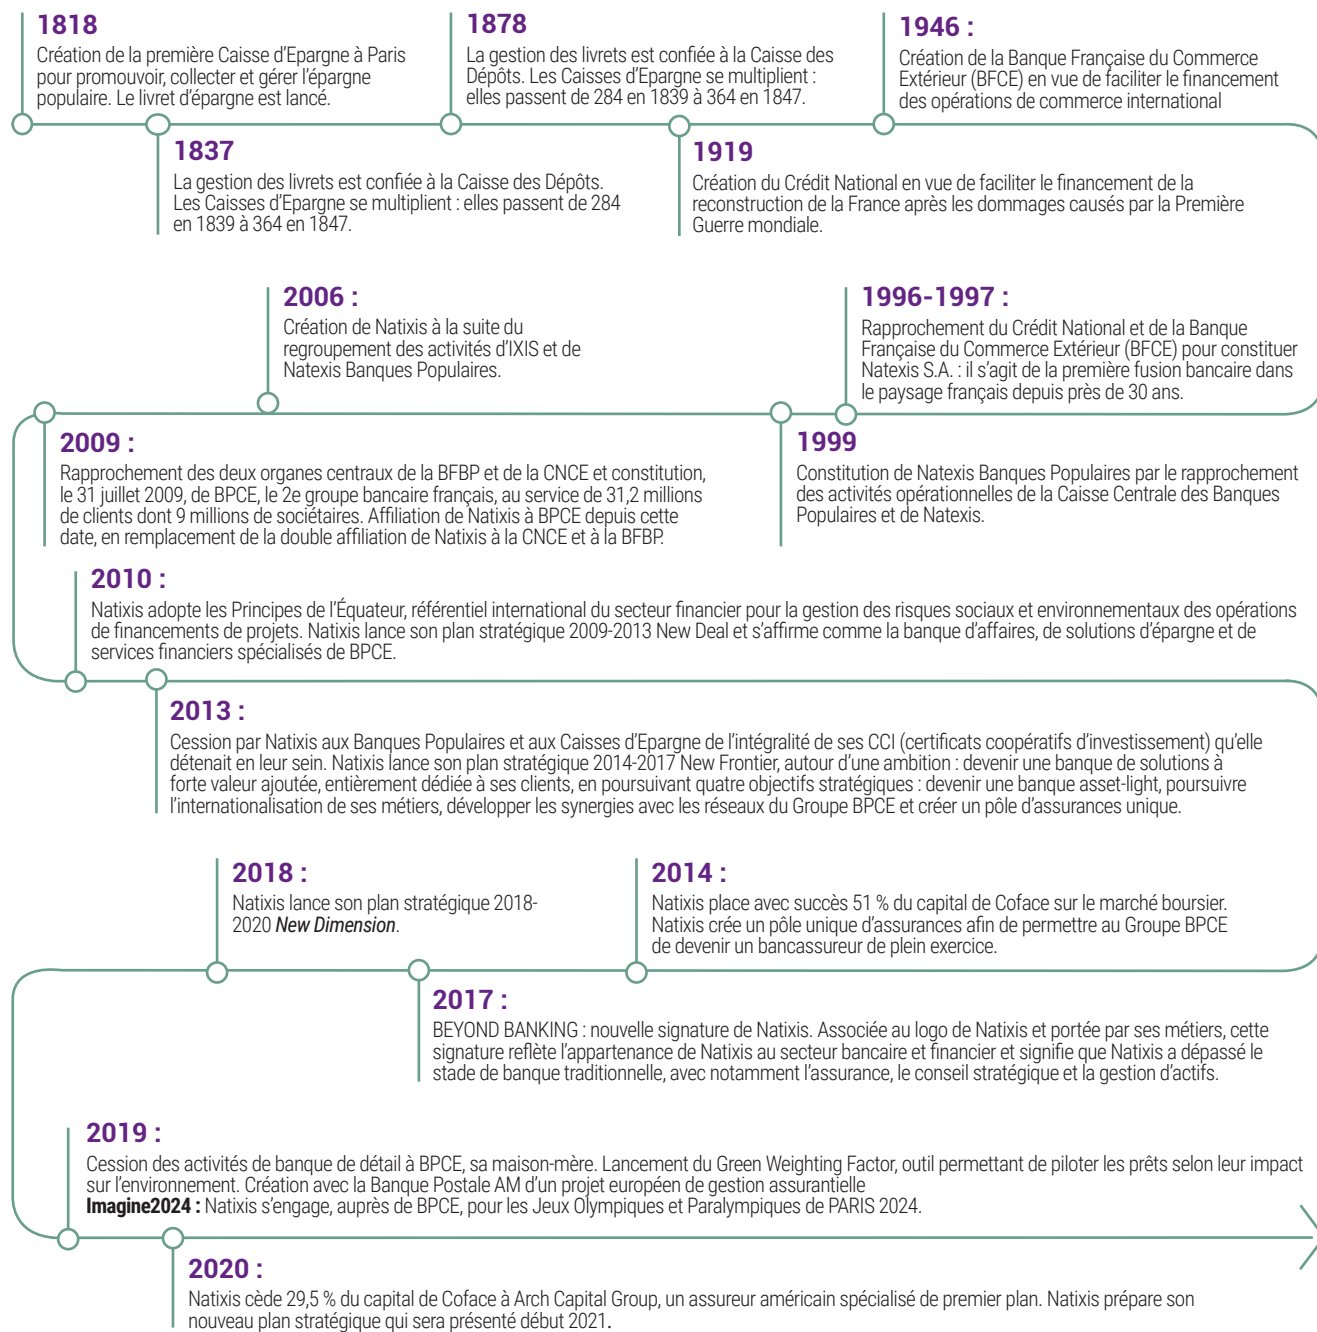 1818
Création de la première Caisse d'Epargne à Paris
pour promouvoir, collecter et gérer l'épargne
populaire. Le livret d'épargne est lancé.
1837
La gestion des livrets est confiée à la Caisse des Dépôts.
Les Caisses d'Epargne se multiplient : elles passent de 284
en 1839 à 364 en 1847.
1878
La gestion des livrets est confiée à la Caisse des
Dépôts. Les Caisses d'Epargne se multiplient :
elles passent de 284 en 1839 à 364 en 1847.
1919
Création du Crédit National en vue de faciliter le financement de la
reconstruction de la France après les dommages causés par la Première
Guerre mondiale.
1946 :
Création de la Banque Française du Commerce
Extérieur (BFCE) en vue de faciliter le financement
des opérations de commerce international
1996-1997 :
Rapprochement du Crédit National et de la Banque
Française du Commerce Extérieur (BFCE) pour constituer
Natexis S.A. : il s'agit de la première fusion bancaire dans
le paysage français depuis près de 30 ans.
1999
Constitution de Natexis Banques Populaires par le rapprochement
des activités opérationnelles de la Caisse Centrale des Banques
Populaires et de Natexis.
2006 :
Création de Natixis à la suite du
regroupement des activités d'IXIS et de
Natexis Banques Populaires.
2009 :
Rapprochement des deux organes centraux de la BFBP et de la CNCE et constitution,
le 31 juillet 2009, de BPCE, le 2e groupe bancaire français, au service de 31,2 millions
de clients dont 9 millions de sociétaires. Affiliation de Natixis à BPCE depuis cette
date, en remplacement de la double affiliation de Natixis à la CNCE et à la BFBP.
2010 :
Natixis adopte les Principes de l'Équateur, référentiel international du secteur financier pour la gestion des risques sociaux et environnementaux des opérations
de financements de projets. Natixis lance son plan stratégique 2009-2013 New Deal et s'affirme comme la banque d'affaires, de solutions d'épargne et de
services financiers spécialisés de BPCE.
2013 :
Cession par Natixis aux Banques Populaires et aux Caisses d'Epargne de l'intégralité de ses CCI (certificats coopératifs d'investissement) qu'elle
détenait en leur sein. Natixis lance son plan stratégique 2014-2017 New Frontier, autour d'une ambition : devenir une banque de solutions à
forte valeur ajoutée, entièrement dédiée à ses clients, en poursuivant quatre objectifs stratégiques : devenir une banque asset-light, poursuivre
l'internationalisation de ses métiers, développer les synergies avec les réseaux du Groupe BPCE et créer un pôle d'assurances unique.
2014 :
Natixis place avec succès 51 % du capital de Coface sur le marché boursier.
Natixis crée un pôle unique d'assurances afin de permettre au Groupe BPCE
de devenir un bancassureur de plein exercice.
2017 :
BEYOND BANKING : nouvelle signature de Natixis. Associée au logo de Natixis et portée par ses métiers, cette
signature reflète l'appartenance de Natixis au secteur bancaire et financier et signifie que Natixis a dépassé le
stade de banque traditionnelle, avec notamment l'assurance, le conseil stratégique et la gestion d'actifs.
2018 :
Natixis lance son plan stratégique 2018-
2020 New Dimension.
2019 :
Cession des activités de banque de détail à BPCE, sa maison-mère. Lancement du Green Weighting Factor, outil permettant de piloter les prêts selon leur impact
sur l'environnement. Création avec la Banque Postale AM d'un projet européen de gestion assurantielle
Imagine2024 : Natixis s'engage, auprès de BPCE, pour les Jeux Olympiques et Paralympiques de PARIS 2024.
2020 :
Natixis cède 29,5 % du capital de Coface à Arch Capital Group, un assureur américain spécialisé de premier plan. Natixis prépare son
nouveau plan stratégique qui sera présenté début 2021.